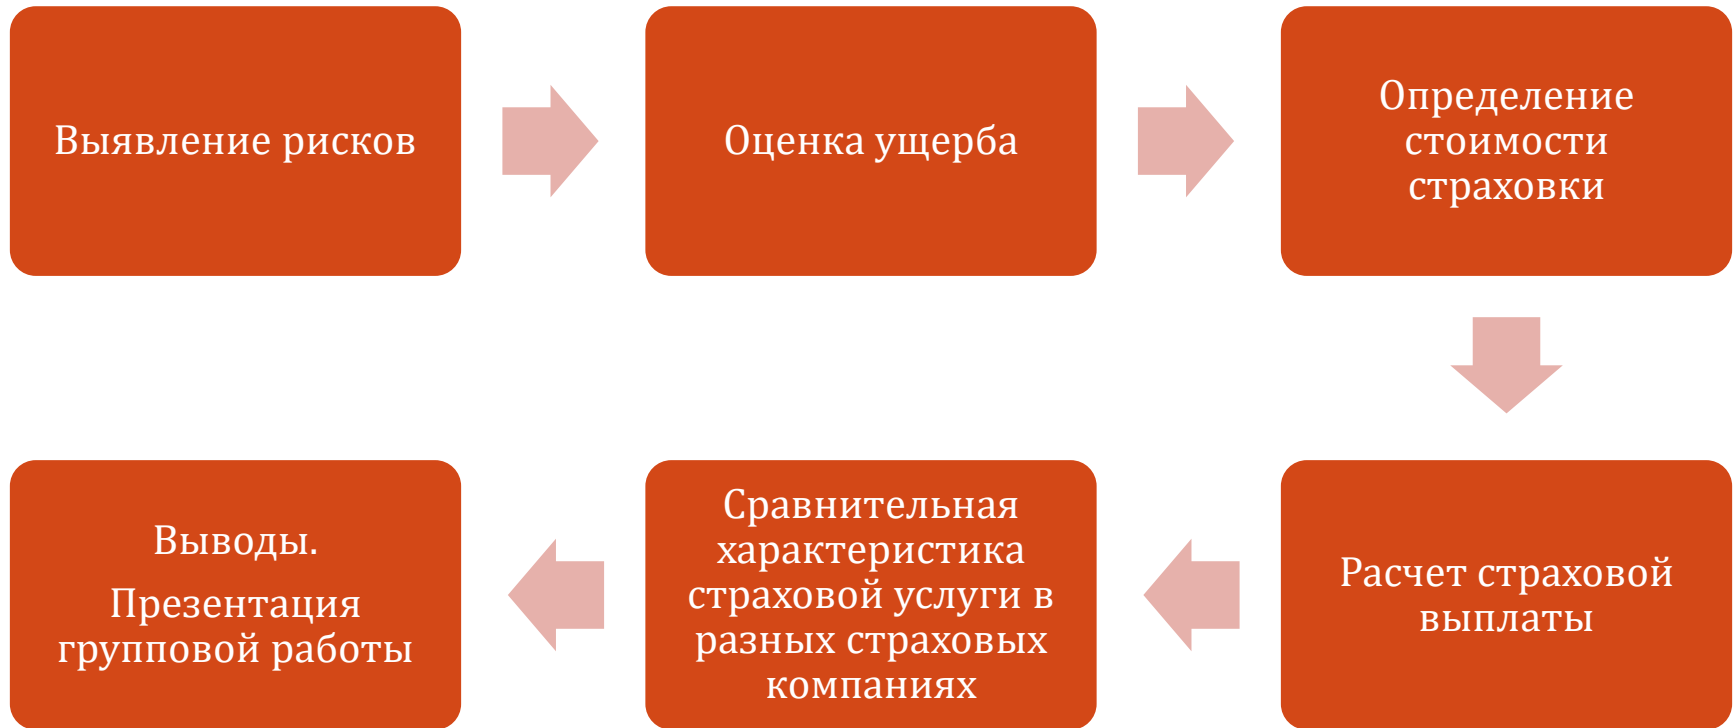 Выявление рисков
Оценка ущерба
Определение
стоимости
страховки
Расчет страховой
выплаты
Сравнительная
характеристика
страховой услуги в
разных страховых
компаниях
Выводы.
Презентация
групповой работы